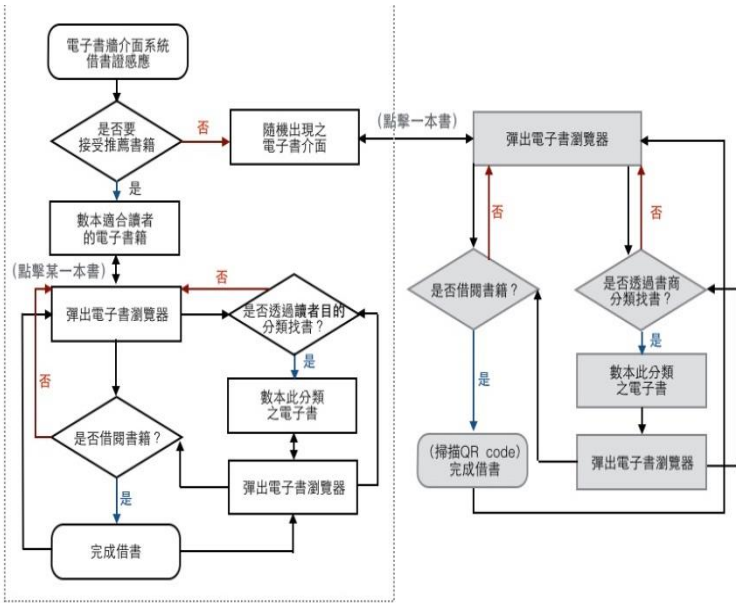 電子書牆介面系統
借書證感應
是否要
接受推薦書籍
否
隨機出現之
電子書介面
是
數本適合讀者
的電子書籍
(點擊某一本書)
彈出電子書瀏覽器
否
是否透過讀者目的
分類找書？
是
數本此分類
之電子書
彈出電子書瀏覽器
否
是否借閱書籍？
是
完成借書
(點擊一本書)
彈出電子書瀏覽器
否
是否借閱書籍？
是
(掃描QR code)
完成借書
否
是否透過書商
分類找書？
是
數本此分類
之電子書
彈出電子書瀏覽器